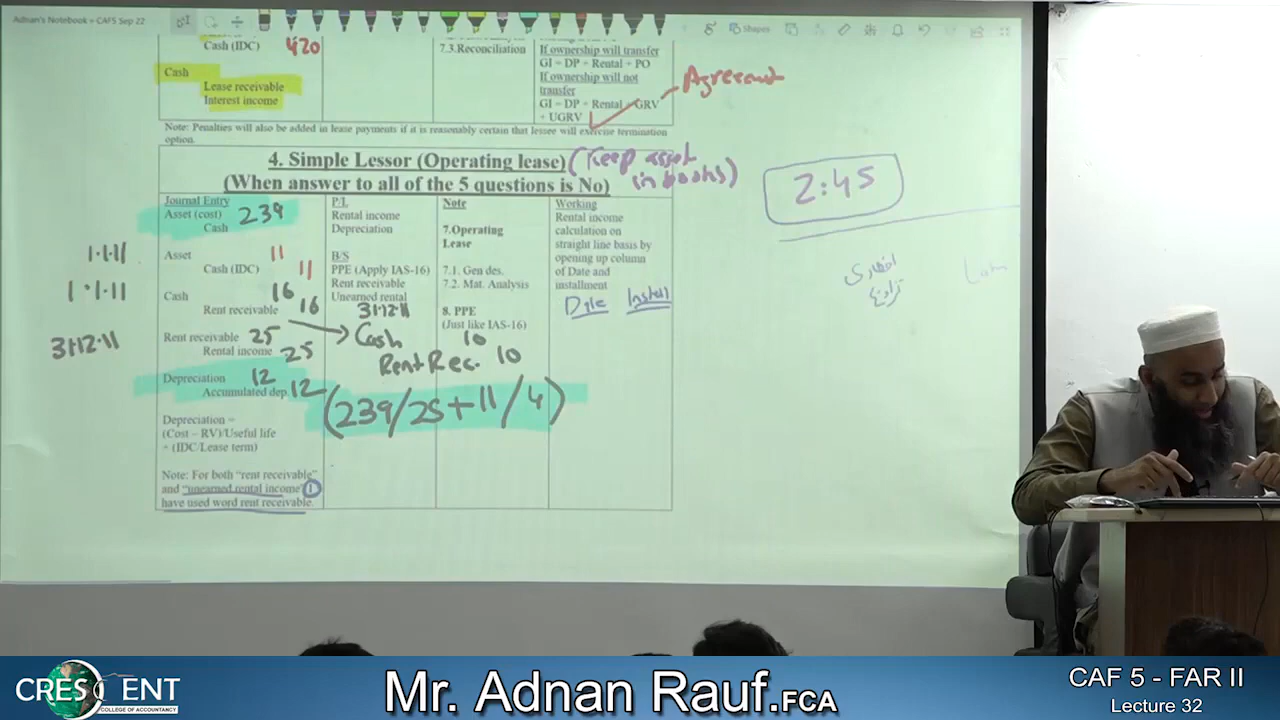 Adnan's Notebook » CAF5 Sep 22
Shapes
Cash (IDC) 420
Cash
Lease receivable
Interest income
7.3.Reconciliation
If ownership will transfer
GI = DP + Rental + PO
If ownership will not
transfer
GI = DP + Rental + GRV
+ UGRV
Agreement
Note: Penalties will also be added in lease payments if it is reasonably certain that lessee will exercise termination
option.
4. Simple Lessor (Operating lease) (Keep asset
in books)
(When answer to all of the 5 questions is No)
2:45
Journal Entry
Asset (cost) 239
Cash
1.1.11 Asset 11
Cash (IDC) 11
1.1.11 Cash 16
Rent receivable 16
31.12.11 Rent receivable 25
Rental income 25
Depreciation 12
Accumulated dep. 12
Depreciation =
(Cost – RV)/Useful life
+ (IDC/Lease term)
Note: For both "rent receivable"
and "unearned rental income" I
have used word rent receivable.
P/L
Rental income
Depreciation
B/S
PPE (Apply IAS-16)
Rent receivable
Unearned rental
31.12.11
Cash 10
Rent Rec. 10
(239/25+11/4)
Note
7.Operating
Lease
7.1. Gen des.
7.2. Mat. Analysis
8. PPE
(Just like IAS-16)
Working
Rental income
calculation on
straight line basis by
opening up column
of Date and
installment
Date Install
CRESCENT
COLLEGE OF ACCOUNTANCY
Mr. Adnan Rauf.FCA
CAF 5 - FAR II
Lecture 32